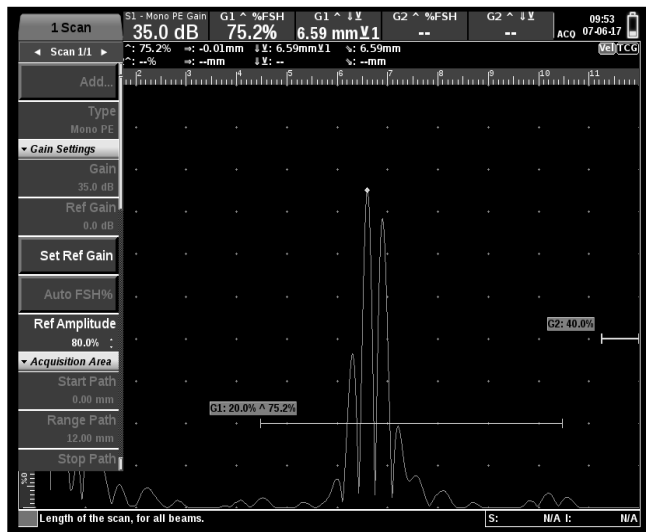 1 Scan
S1 - Mono PE Gain
35.0 dB
G1 ^ %FSH
75.2%
G1 ^ ↓⊻
6.59 mm⊻1
G2 ^ %FSH
--
G2 ^ ↓⊻
--
ACQ
09:53
07-06-17
◄ Scan 1/1 ►
^: 75.2% ⇒: -0.01mm ↓⊻: 6.59mm⊻1 ⇘: 6.59mm
^: --% ⇒: --mm ↓⊻: -- ⇘: --mm
Vel TCG
2 3 4 5 6 7 8 9 10 11
Add...
Type
Mono PE
Gain Settings
Gain
35.0 dB
Ref Gain
0.0 dB
Set Ref Gain
Auto FSH%
Ref Amplitude
80.0% :
G2: 40.0%
Acquisition Area
Start Path
0.00 mm
G1: 20.0% ^ 75.2%
Range Path
12.00 mm
Stop Path
%0
Length of the scan, for all beams.
S: N/A I: N/A